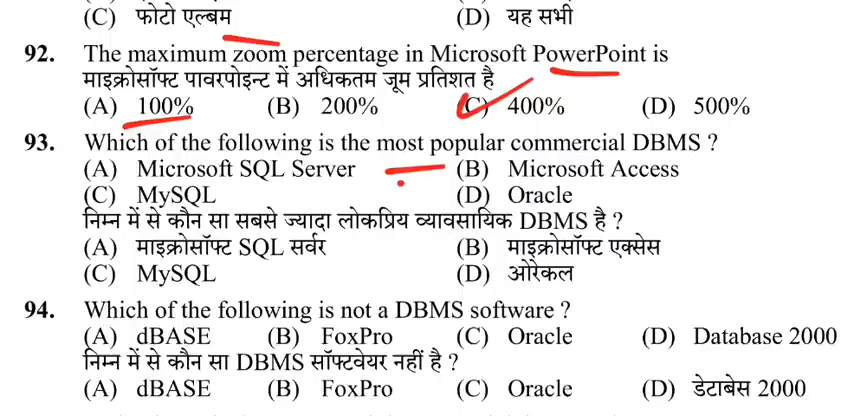 (C) फोटो एल्बम (D) यह सभी
92. The maximum zoom percentage in Microsoft PowerPoint is
माइक्रोसॉफ्ट पावरपोइन्ट में अधिकतम जूम प्रतिशत है
(A) 100% (B) 200% (C) 400% (D) 500%
93. Which of the following is the most popular commercial DBMS ?
(A) Microsoft SQL Server (B) Microsoft Access
(C) MySQL (D) Oracle
निम्न में से कौन सा सबसे ज्यादा लोकप्रिय व्यावसायिक DBMS है ?
(A) माइक्रोसॉफ्ट SQL सर्वर (B) माइक्रोसॉफ्ट एक्सेस
(C) MySQL (D) ओरेकल
94. Which of the following is not a DBMS software ?
(A) dBASE (B) FoxPro (C) Oracle (D) Database 2000
निम्न में से कौन सा DBMS सॉफ्टवेयर नहीं है ?
(A) dBASE (B) FoxPro (C) Oracle (D) डेटाबेस 2000